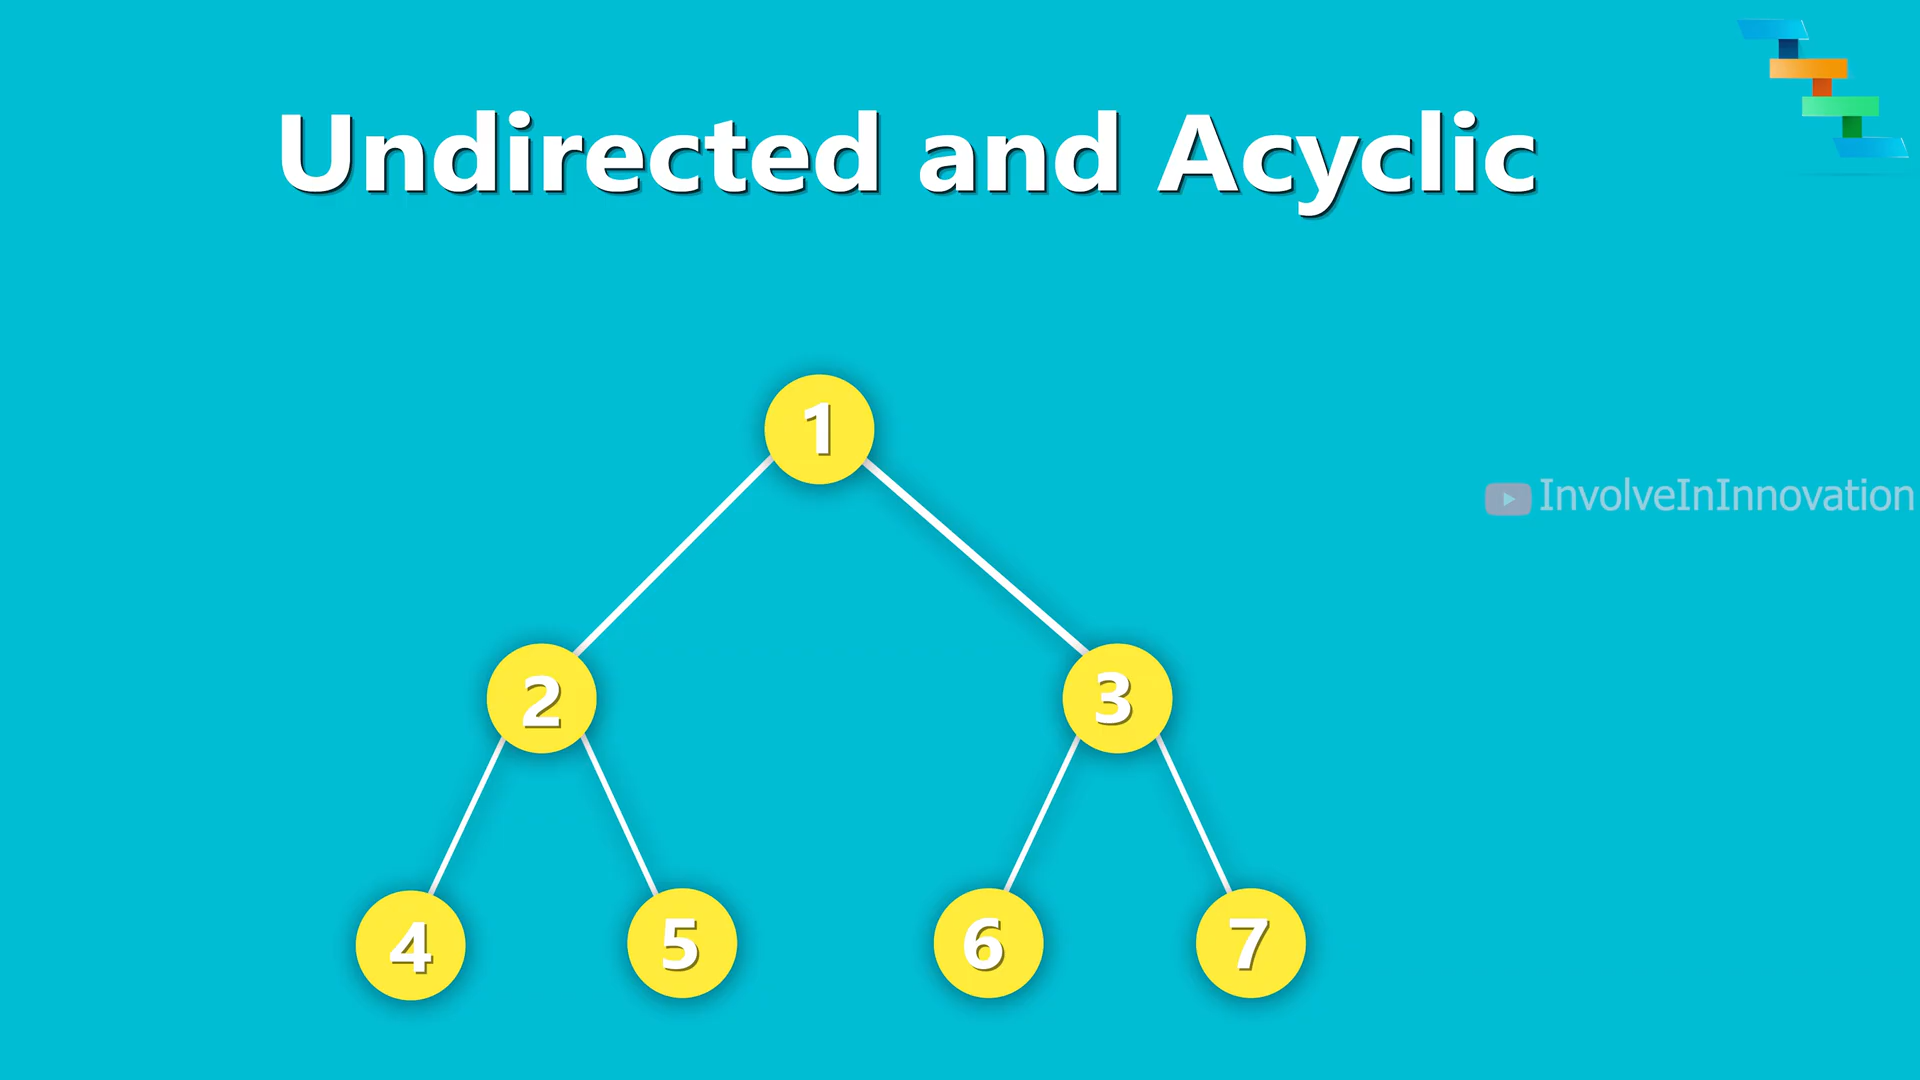 Undirected and Acyclic
1
InvolveInInnovation
2 3
4 5 6 7